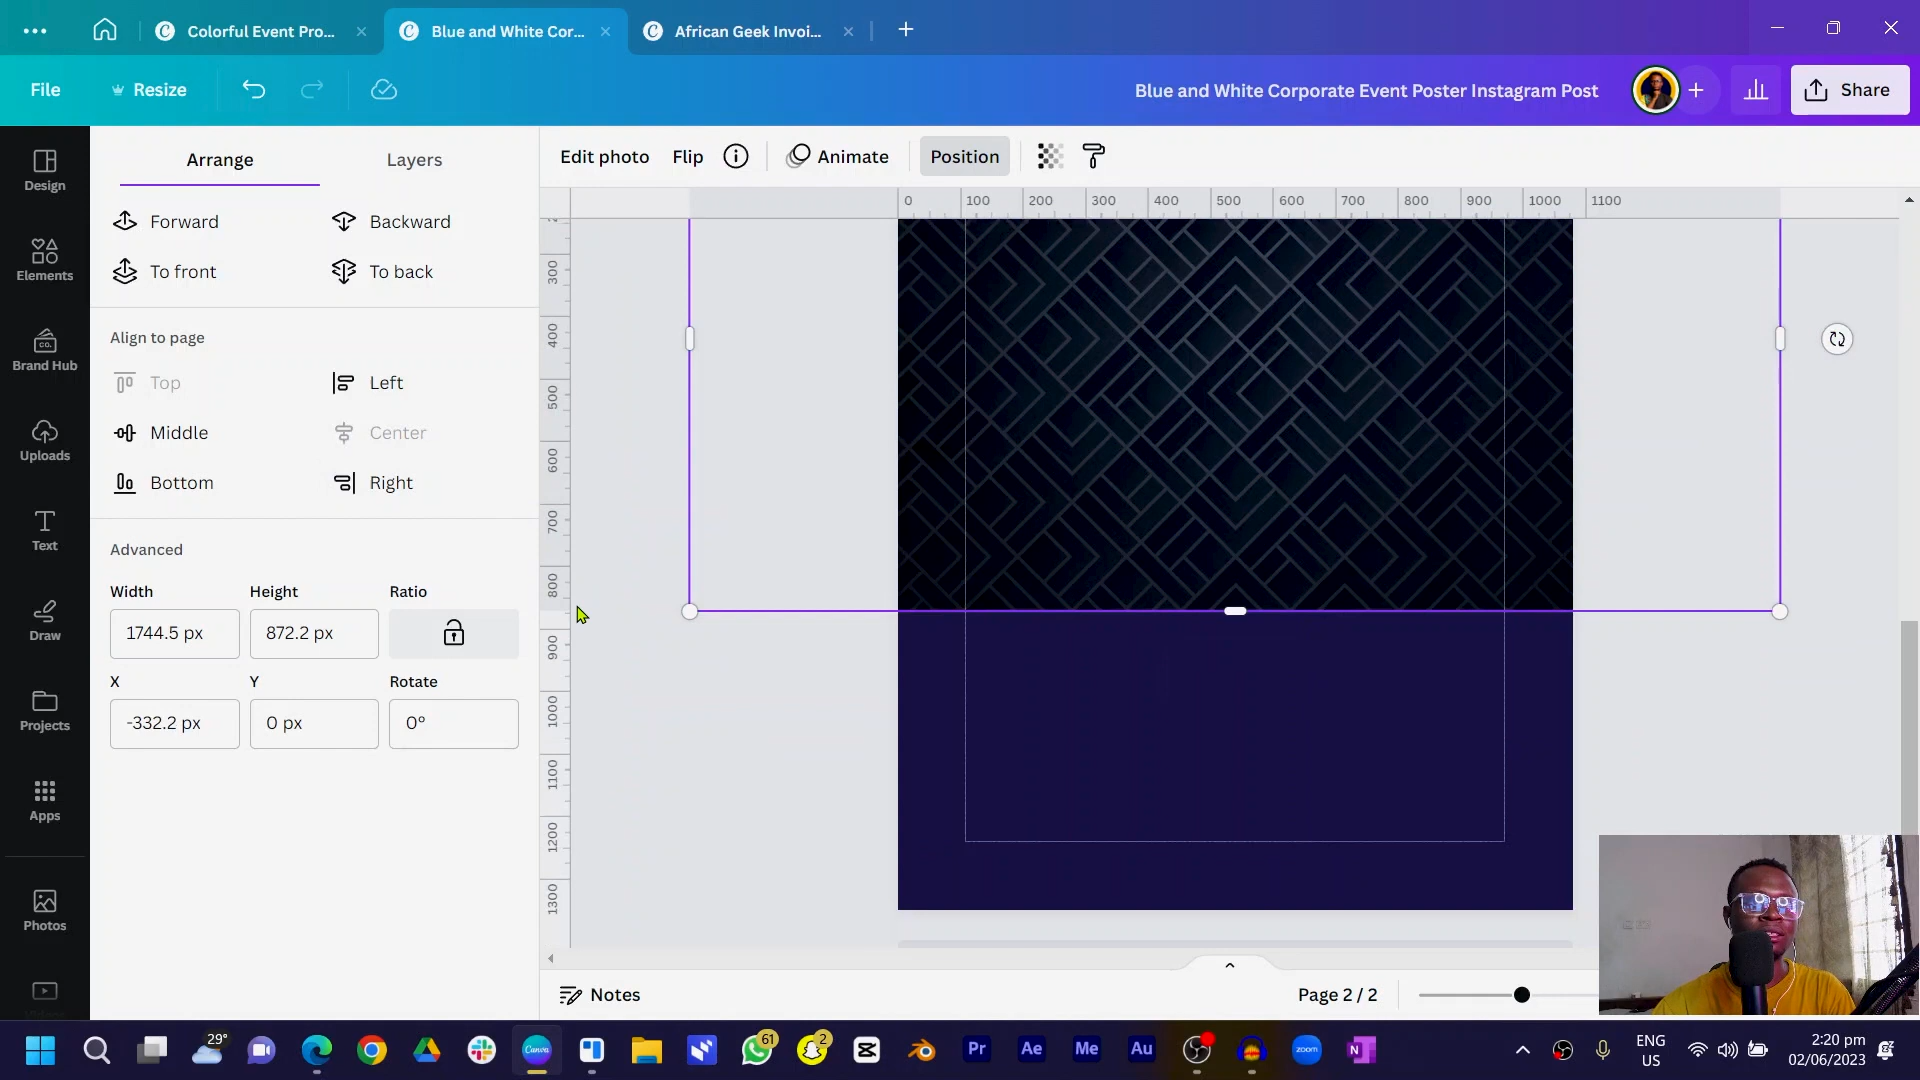 Colorful Event Pro...
Blue and White Cor...
African Geek Invoi...
File
Resize
Blue and White Corporate Event Poster Instagram Post
Share
Design
Elements
CO.
Brand Hub
Uploads
Text
Draw
Projects
Apps
Photos
Arrange
Layers
Forward
Backward
To front
To back
Align to page
Top
Left
Middle
Center
Bottom
Right
Advanced
Width
Height
Ratio
1744.5 px
872.2 px
X
Y
Rotate
-332.2 px
0 px
0°
Edit photo
Flip
Animate
Position
0 100 200 300 400 500 600 700 800 900 1000 1100
300
400
500
600
700
800
900
1000
1100
1200
1300
Notes
Page 2 / 2
29°
Canva
61
2
Pr
Ae
Me
Au
zoom
N
ENG
US
2:20 pm
02/06/2023